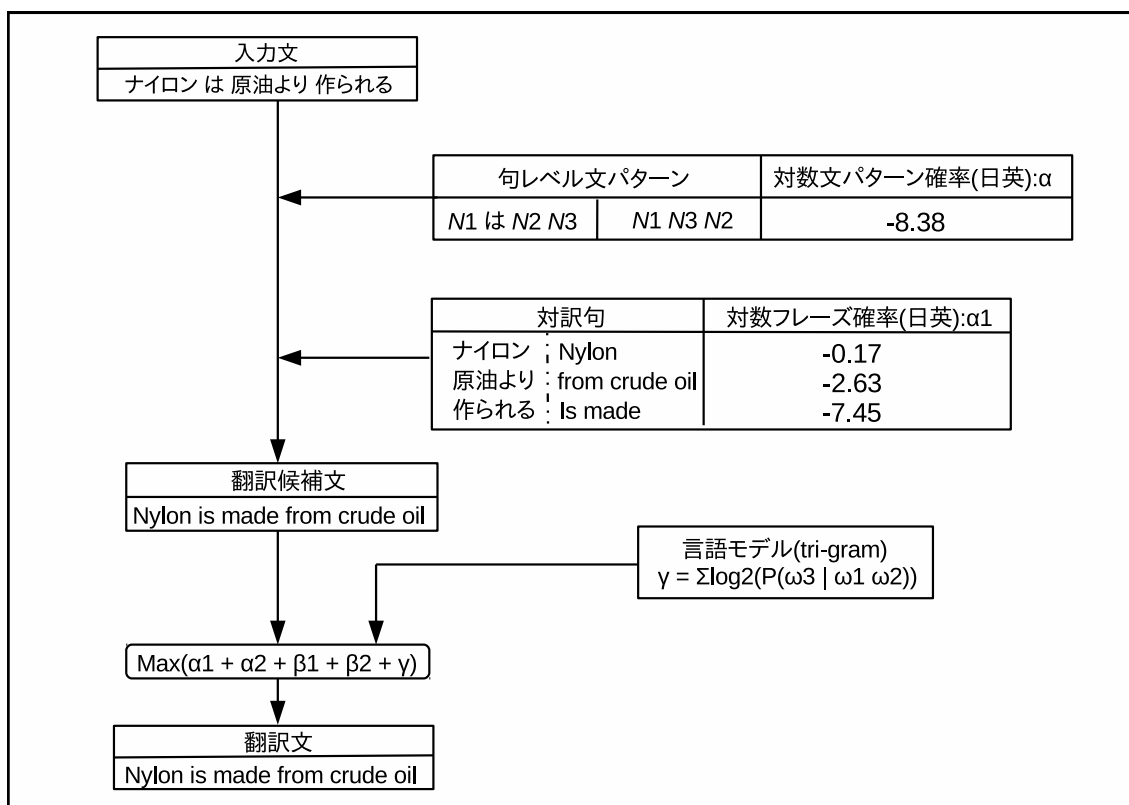 入力文
ナイロン は 原油より 作られる
句レベル文パターン 対数文パターン確率(日英):α
N1 は N2 N3 N1 N3 N2 -8.38
対訳句 対数フレーズ確率(日英):α1
ナイロン Nylon -0.17
原油より from crude oil -2.63
作られる Is made -7.45
翻訳候補文
Nylon is made from crude oil
言語モデル(tri-gram)
γ = Σlog2(P(ω3 | ω1 ω2))
Max(α1 + α2 + β1 + β2 + γ)
翻訳文
Nylon is made from crude oil